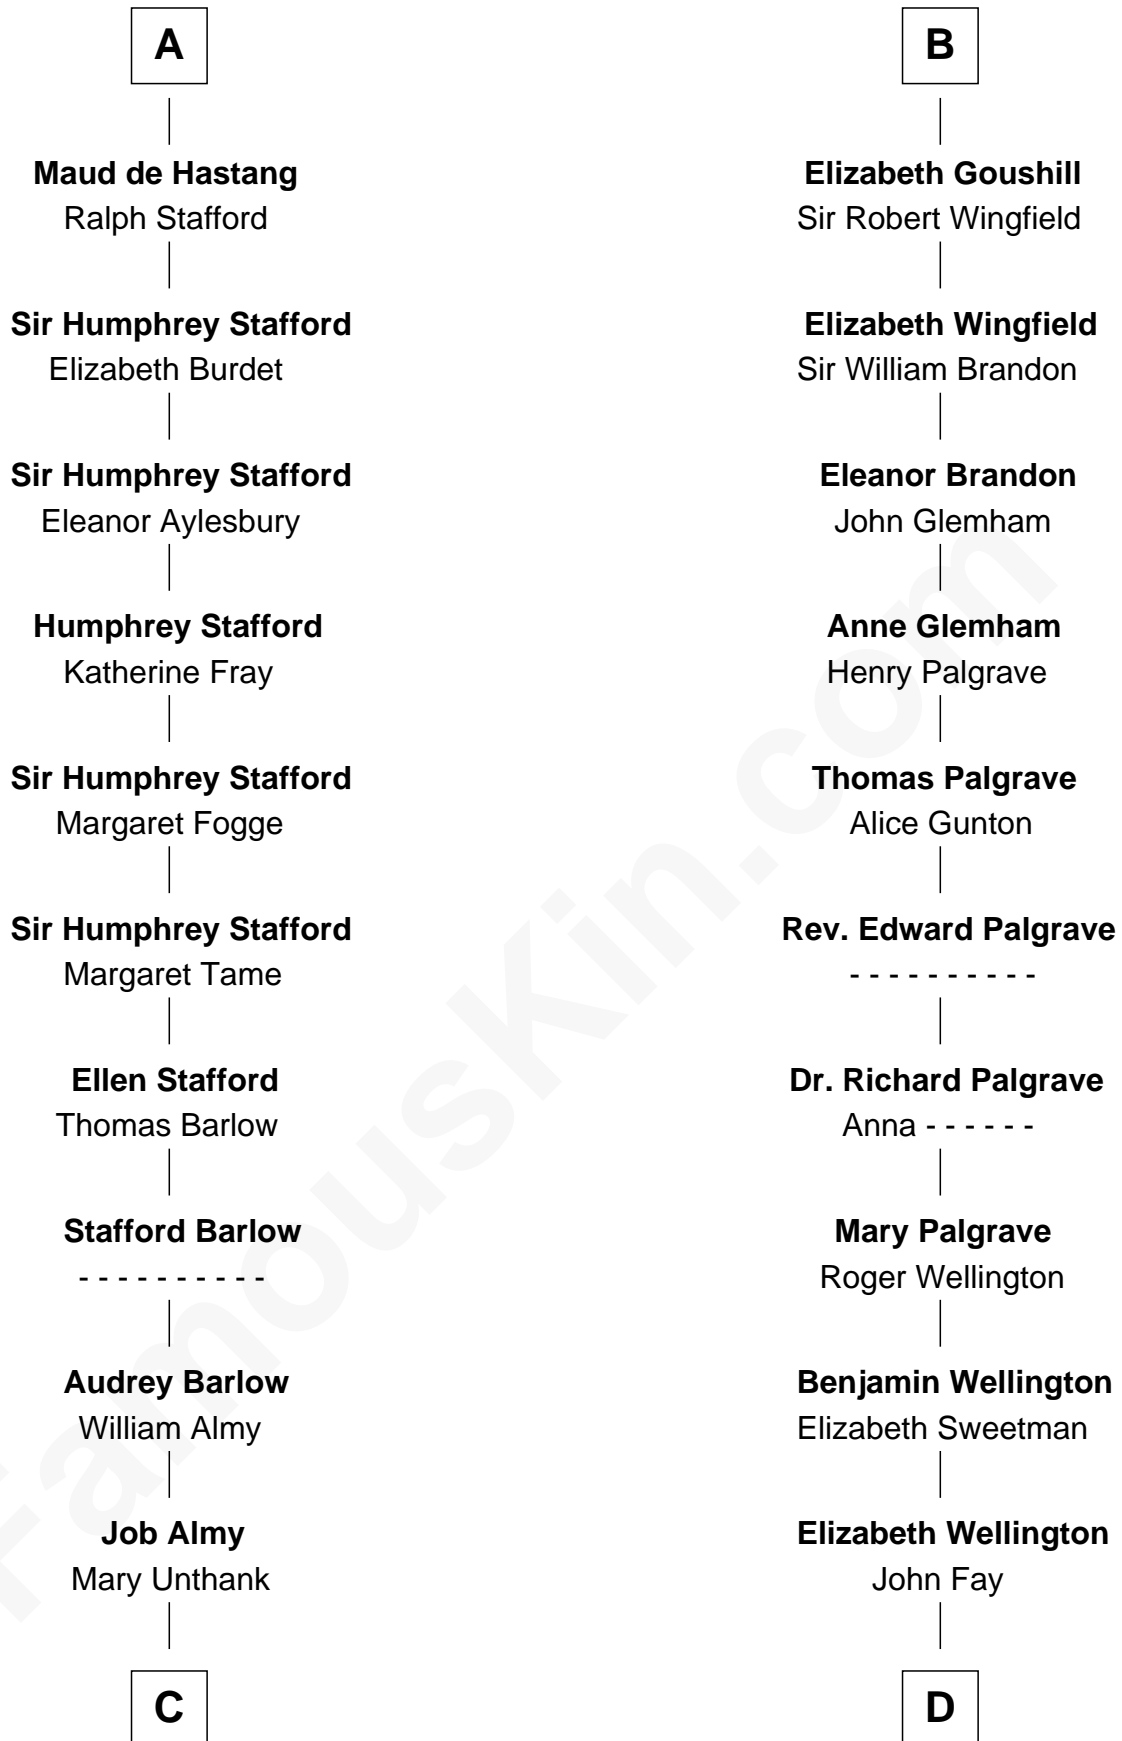 A
Maud de Hastang
Ralph Stafford
Sir Humphrey Stafford
Elizabeth Burdet
Sir Humphrey Stafford
Eleanor Aylesbury
Humphrey Stafford
Katherine Fray
Sir Humphrey Stafford
Margaret Fogge
Sir Humphrey Stafford
Margaret Tame
Ellen Stafford
Thomas Barlow
Stafford Barlow
- - - - - - - - - -
Audrey Barlow
William Almy
Job Almy
Mary Unthank
C
B
Elizabeth Goushill
Sir Robert Wingfield
Elizabeth Wingfield
Sir William Brandon
Eleanor Brandon
John Glemham
Anne Glemham
Henry Palgrave
Thomas Palgrave
Alice Gunton
Rev. Edward Palgrave
- - - - - - - - - -
Dr. Richard Palgrave
Anna - - - - - -
Mary Palgrave
Roger Wellington
Benjamin Wellington
Elizabeth Sweetman
Elizabeth Wellington
John Fay
D
FamousKin.com